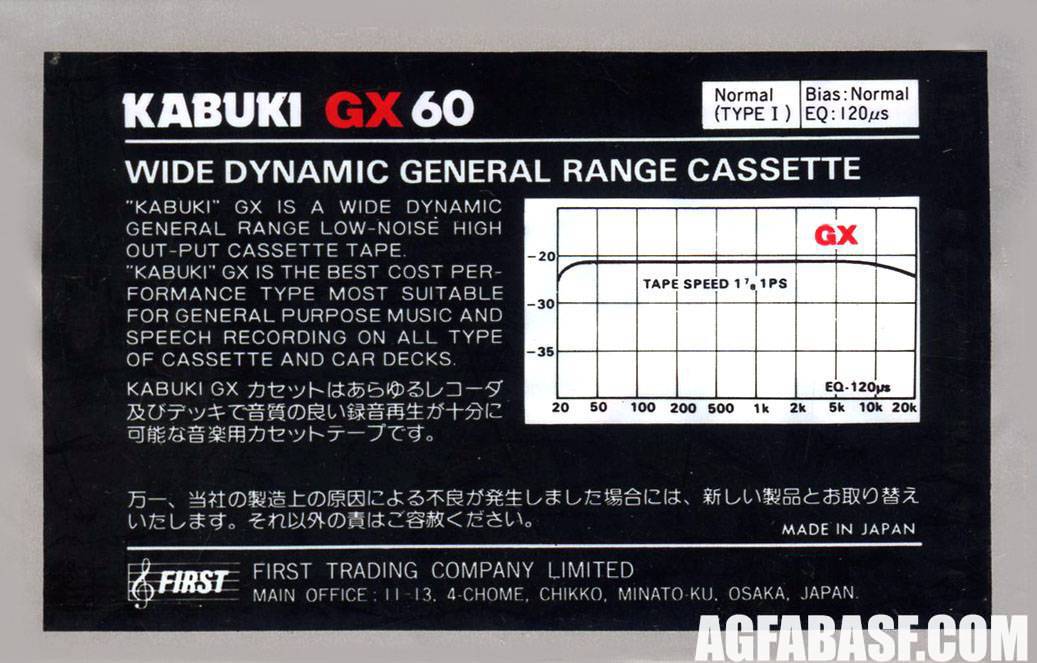 KABUKI GX 60
Normal
(TYPE I)
Bias:Normal
EQ:120μs
WIDE DYNAMIC GENERAL RANGE CASSETTE
"KABUKI" GX IS A WIDE DYNAMIC
GENERAL RANGE LOW-NOISE HIGH
OUT-PUT CASSETTE TAPE.
"KABUKI" GX IS THE BEST COST PER-
FORMANCE TYPE MOST SUITABLE
FOR GENERAL PURPOSE MUSIC AND
SPEECH RECORDING ON ALL TYPE
OF CASSETTE AND CAR DECKS.
KABUKI GX カセットはあらゆるレコーダ
及びデッキで音質の良い録音再生が十分に
可能な音楽用カセットテープです。
GX
-20
TAPE SPEED 1⅞ 1PS
-30
-35
EQ-120μs
20 50 100 200 500 1k 2k 5k 10k 20k
万一、当社の製造上の原因による不良が発生しました場合には、新しい製品とお取り替え
いたします。それ以外の責はご容赦ください。
MADE IN JAPAN
FIRST
FIRST TRADING COMPANY LIMITED
MAIN OFFICE: 11-13, 4-CHOME, CHIKKO, MINATO-KU, OSAKA, JAPAN.
AGFABASF.COM